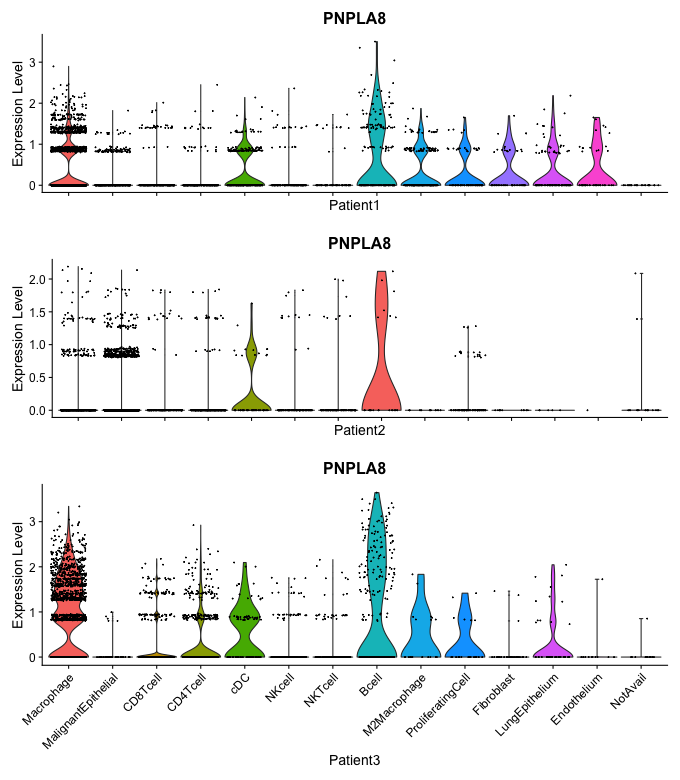 PNPLA8
Expression Level
3
2
1
0
Patient1
PNPLA8
Expression Level
2.0
1.5
1.0
0.5
0.0
Patient2
PNPLA8
Expression Level
3
2
1
0
Macrophage
MalignantEpithelial
CD8Tcell
CD4Tcell
cDC
NKcell
NKTcell
Bcell
M2Macrophage
ProliferatingCell
Fibroblast
LungEpithelium
Endothelium
NotAvail
Patient3